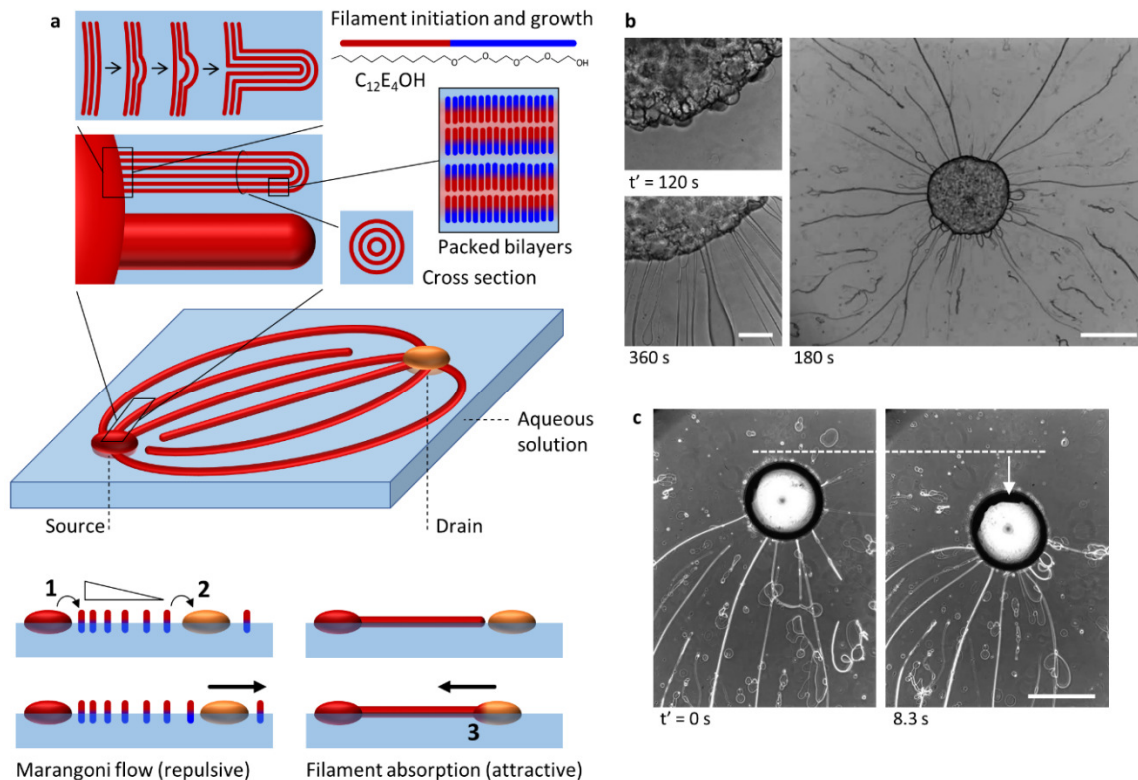 a
Filament initiation and growth
O
O
O
O
OH
C₁₂E₄OH
Packed bilayers
Cross section
Aqueous
solution
Source
Drain
1
2
3
Marangoni flow (repulsive)
Filament absorption (attractive)
b
t' = 120 s
360 s
180 s
c
t' = 0 s
8.3 s